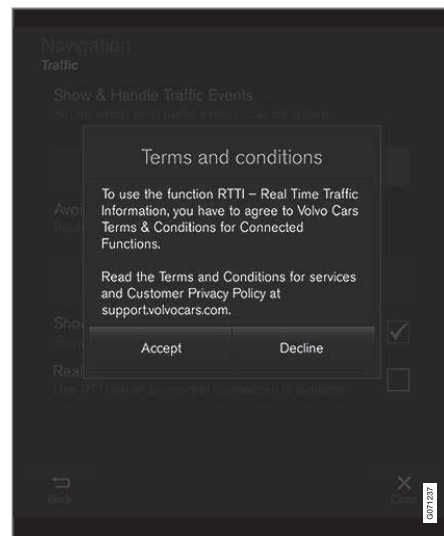 Navigation
Traffic
Show & Handle Traffic Events
Terms and conditions
To use the function RTTI – Real Time Traffic
Information, you have to agree to Volvo Cars
Terms & Conditions for Connected
Functions.
Read the Terms and Conditions for services
and Customer Privacy Policy at
support.volvocars.com.
Accept
Decline
Back
Close
G071237